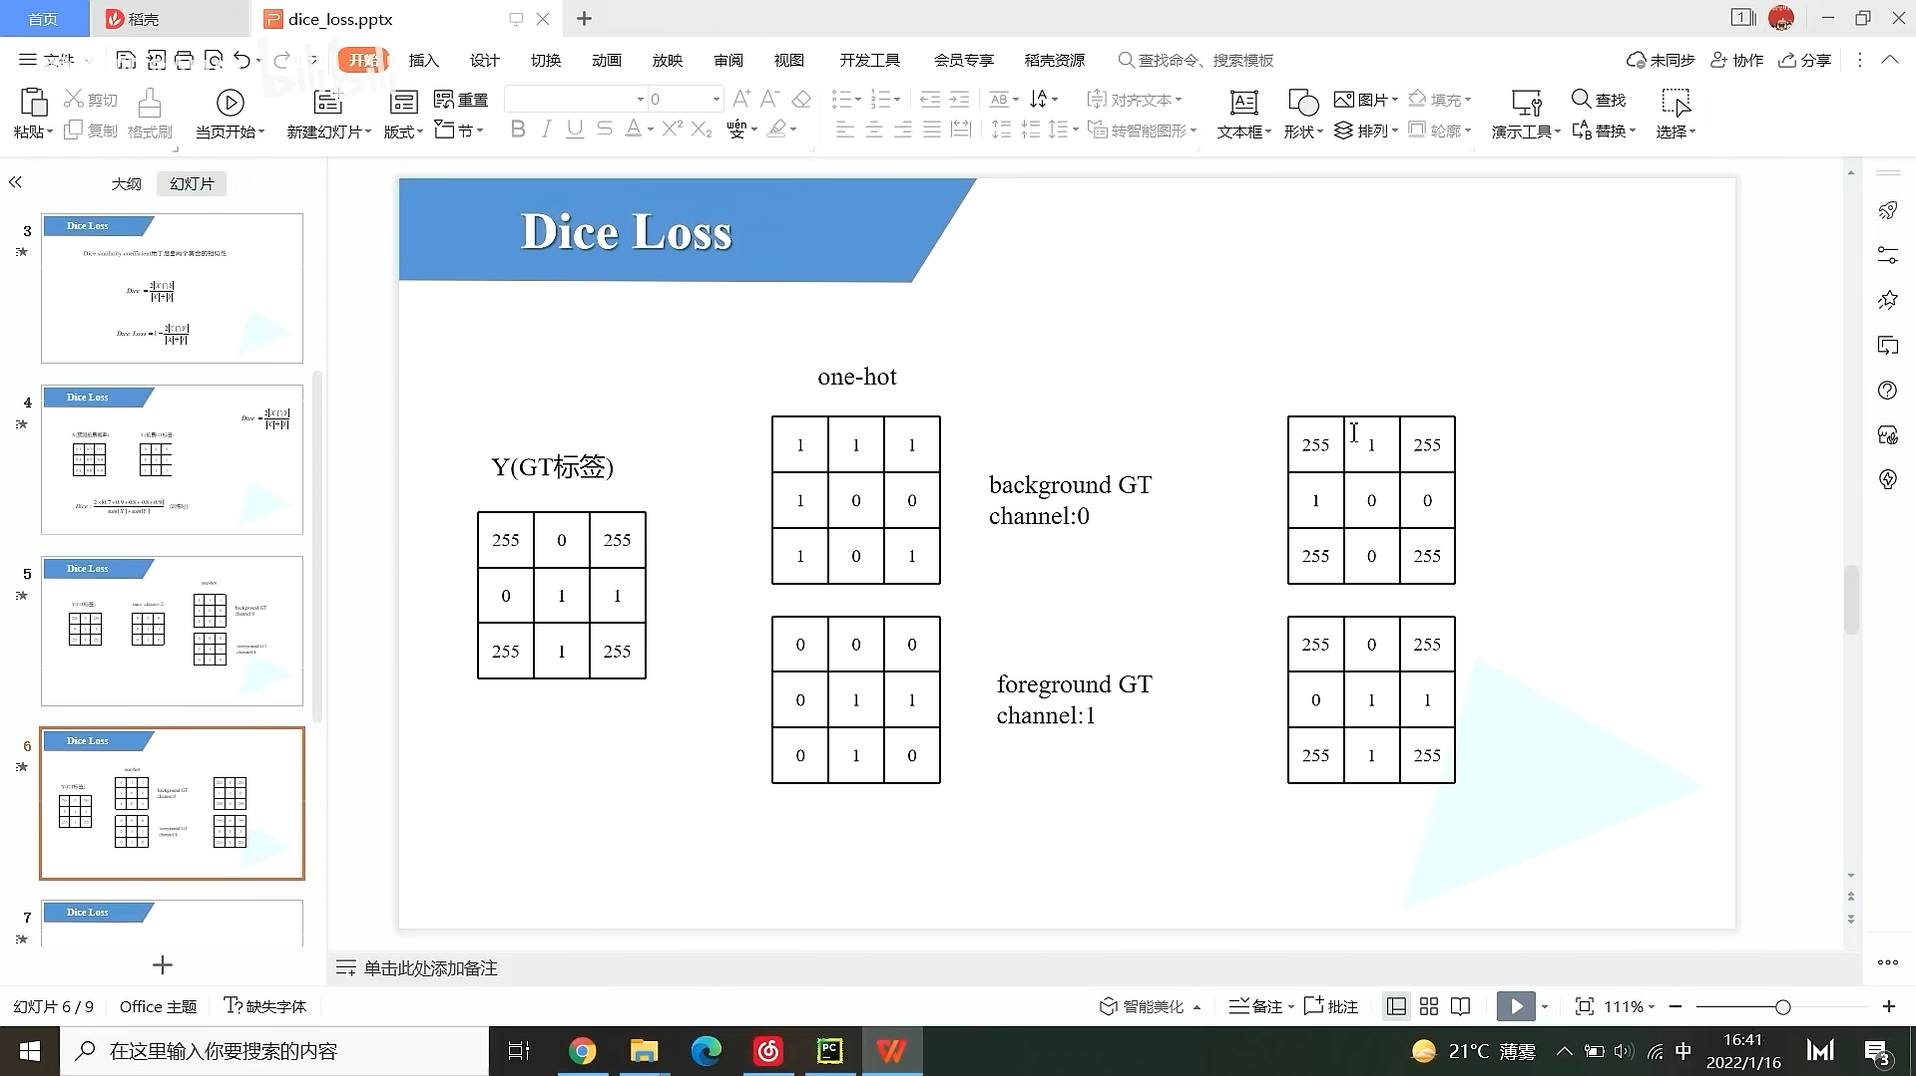 首页
稻壳
dice_loss.pptx
文件
开始
插入
设计
切换
动画
放映
审阅
视图
开发工具
会员专享
稻壳资源
查找命令、搜索模板
未同步
协作
分享
粘贴
剪切
复制
格式刷
当页开始
新建幻灯片
版式
重置
节
0
对齐文本
转智能图形
文本框
形状
图片
排列
填充
轮廓
演示工具
查找
替换
选择
大纲
幻灯片
3
Dice Loss
4
Dice Loss
5
Dice Loss
6
Dice Loss
7
Dice Loss
Dice Loss
one-hot
Y(GT标签)
255 0 255
0 1 1
255 1 255
1 1 1
1 0 0
1 0 1
background GT
channel:0
255 1 255
1 0 0
255 0 255
0 0 0
0 1 1
0 1 0
foreground GT
channel:1
255 0 255
0 1 1
255 1 255
单击此处添加备注
幻灯片 6 / 9
Office 主题
缺失字体
智能美化
备注
批注
111%
在这里输入你要搜索的内容
21°C 薄雾
中
16:41
2022/1/16
3